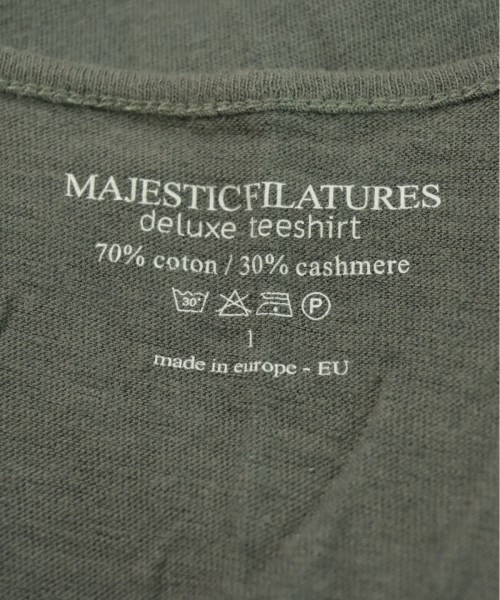 MAJESTICFILATURES
deluxe teeshirt
70% coton / 30% cashmere
30° P
1
made in europe - EU